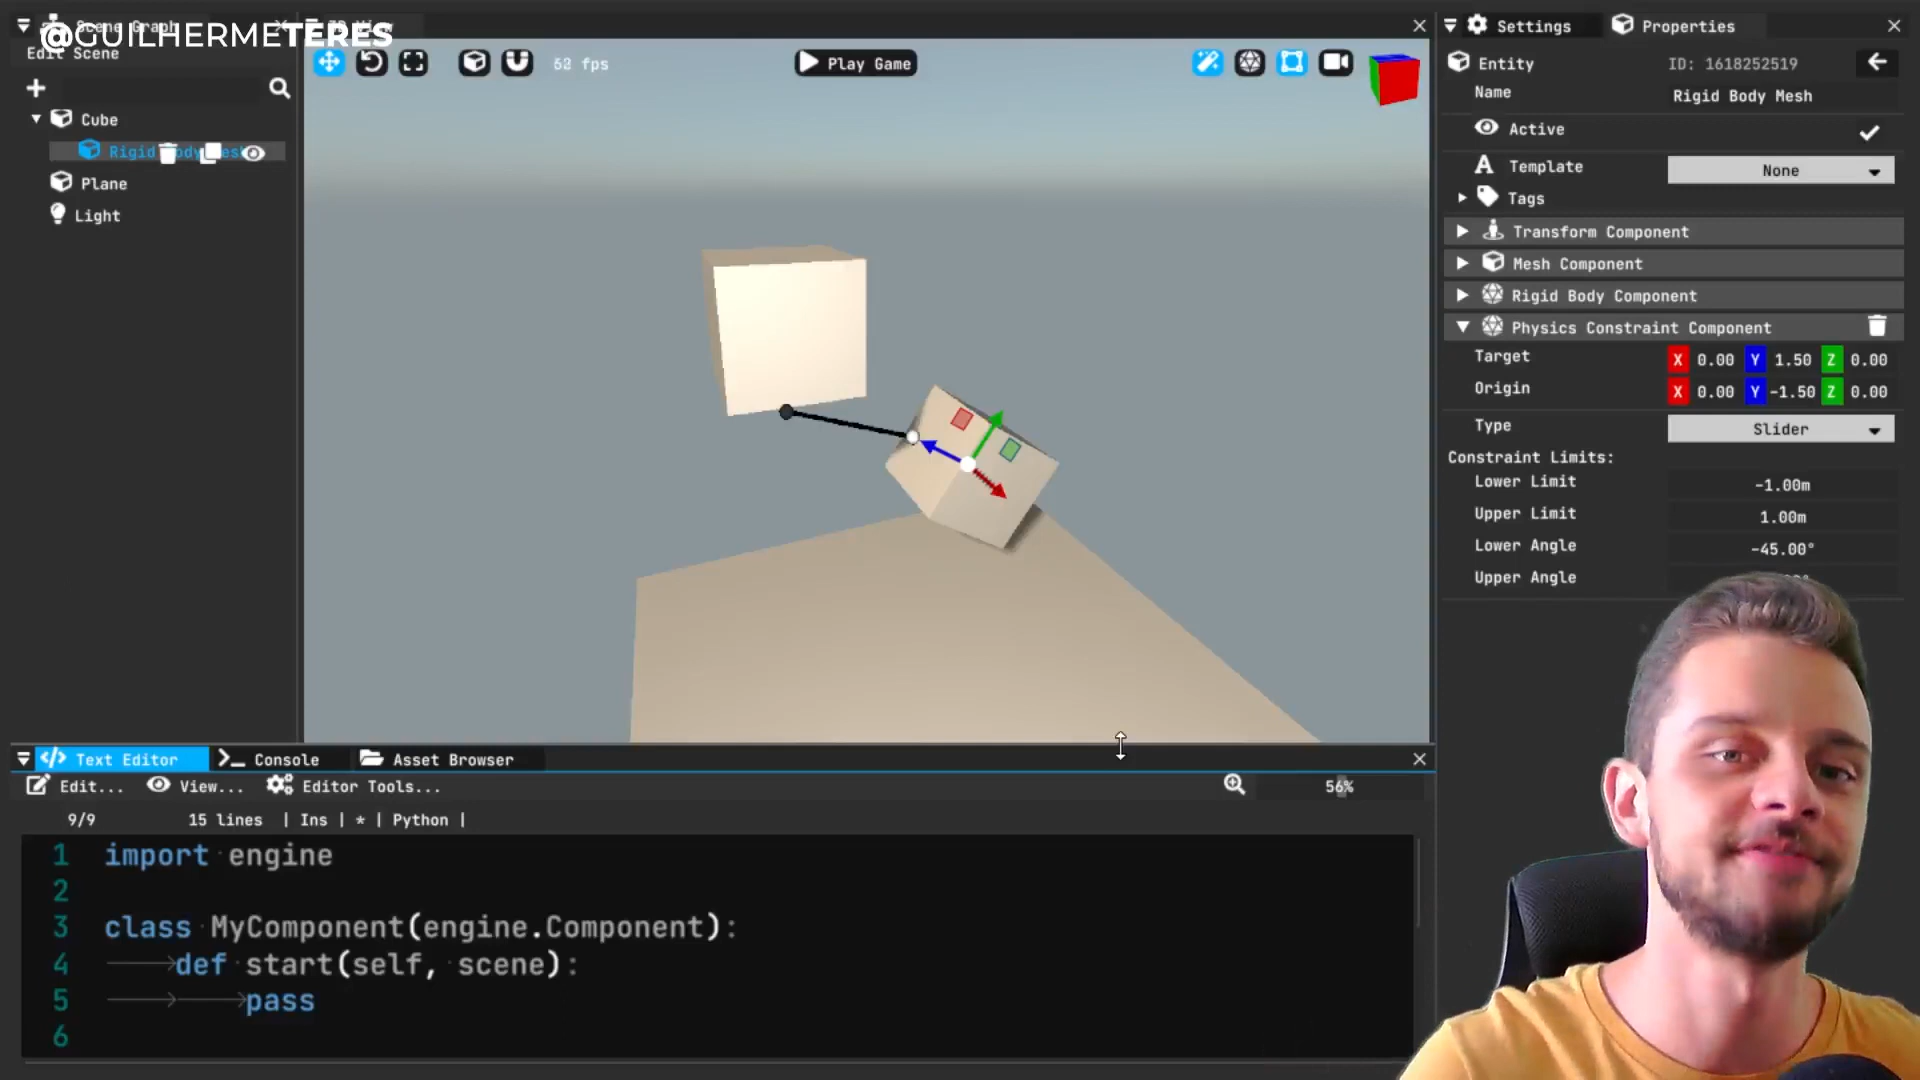 @GUILHERMETERES
Scene Graph
3D View
Edit Scene
62 fps
Play Game
Cube
Plane
Light
Settings
Properties
Entity
ID: 1618252519
Name
Rigid Body Mesh
Active
Template
None
Tags
Transform Component
Mesh Component
Rigid Body Component
Physics Constraint Component
Target
X 0.00 Y 1.50 Z 0.00
Origin
X 0.00 Y -1.50 Z 0.00
Type
Slider
Constraint Limits:
Lower Limit
-1.00m
Upper Limit
1.00m
Lower Angle
-45.00°
Upper Angle
Text Editor
Console
Asset Browser
Edit...
View...
Editor Tools...
56%
9/9 15 lines | Ins | * | Python |
1 import engine
2
3 class MyComponent(engine.Component):
4 def start(self, scene):
5 pass
6